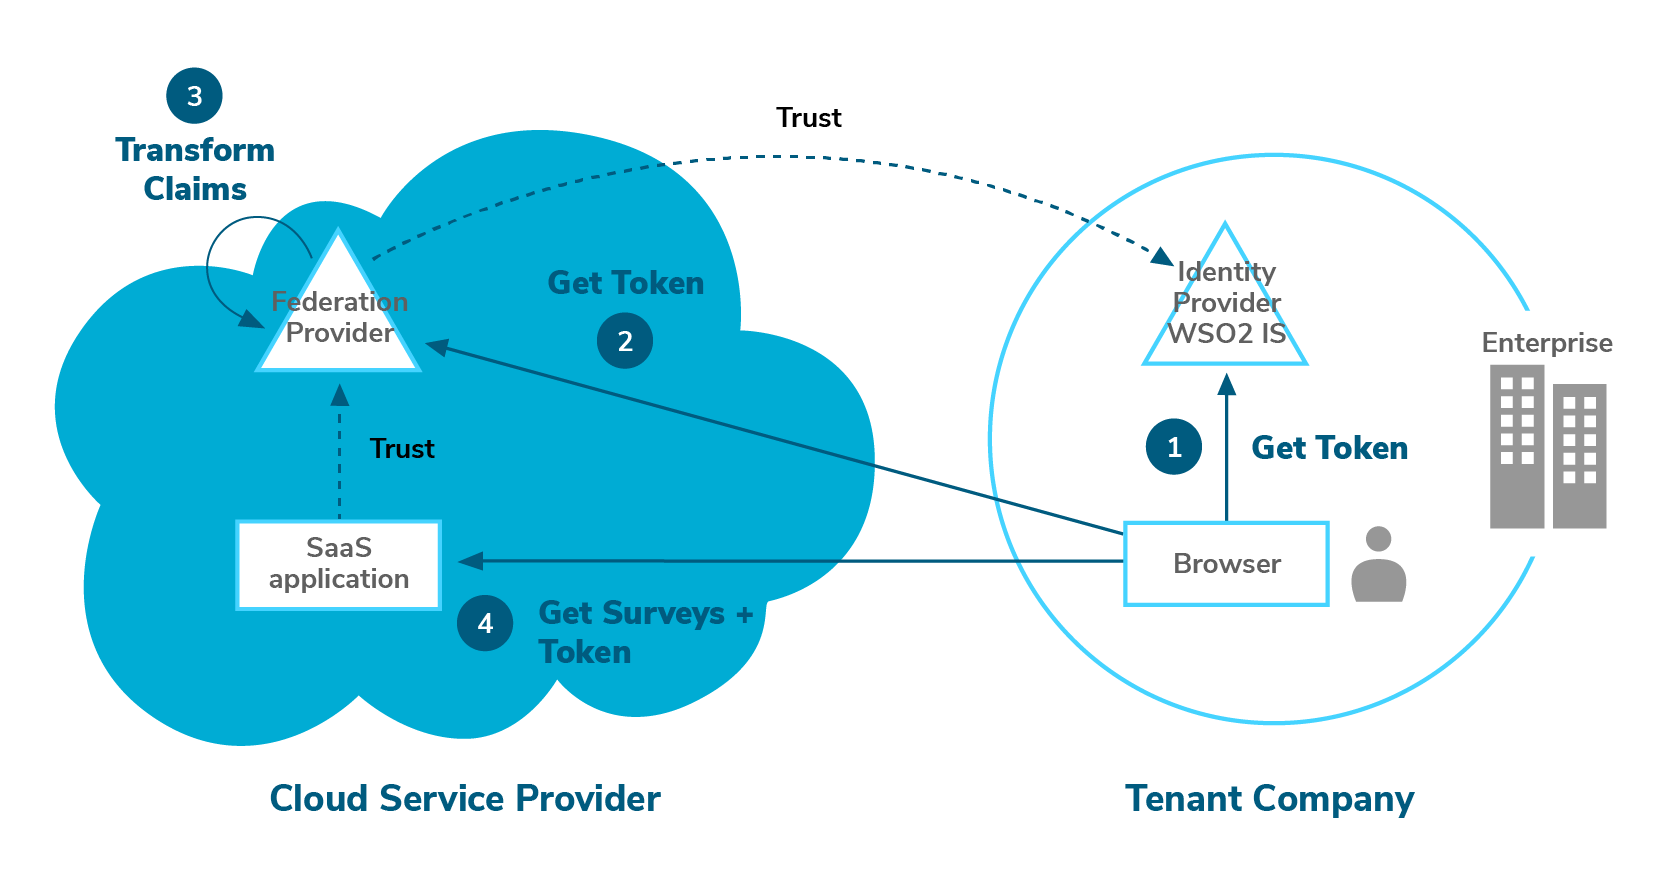 3
Transform
Claims
Trust
Federation
Provider
Get Token
2
Identity
Provider
WSO2 IS
Enterprise
Trust
1
Get Token
SaaS
application
Browser
4
Get Surveys +
Token
Cloud Service Provider
Tenant Company